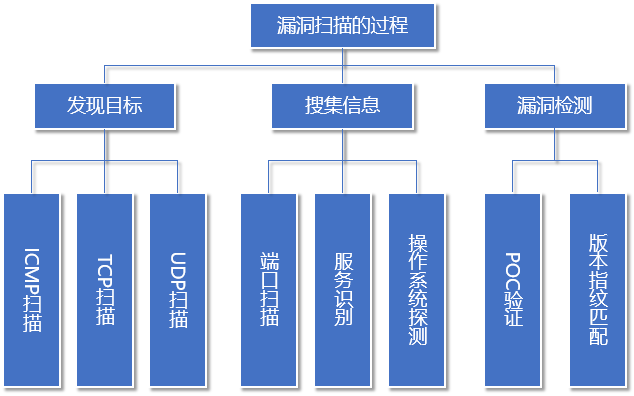 漏洞扫描的过程
发现目标
搜集信息
漏洞检测
ICMP扫描
TCP扫描
UDP扫描
端口扫描
服务识别
操作系统探测
POC验证
版本指纹匹配